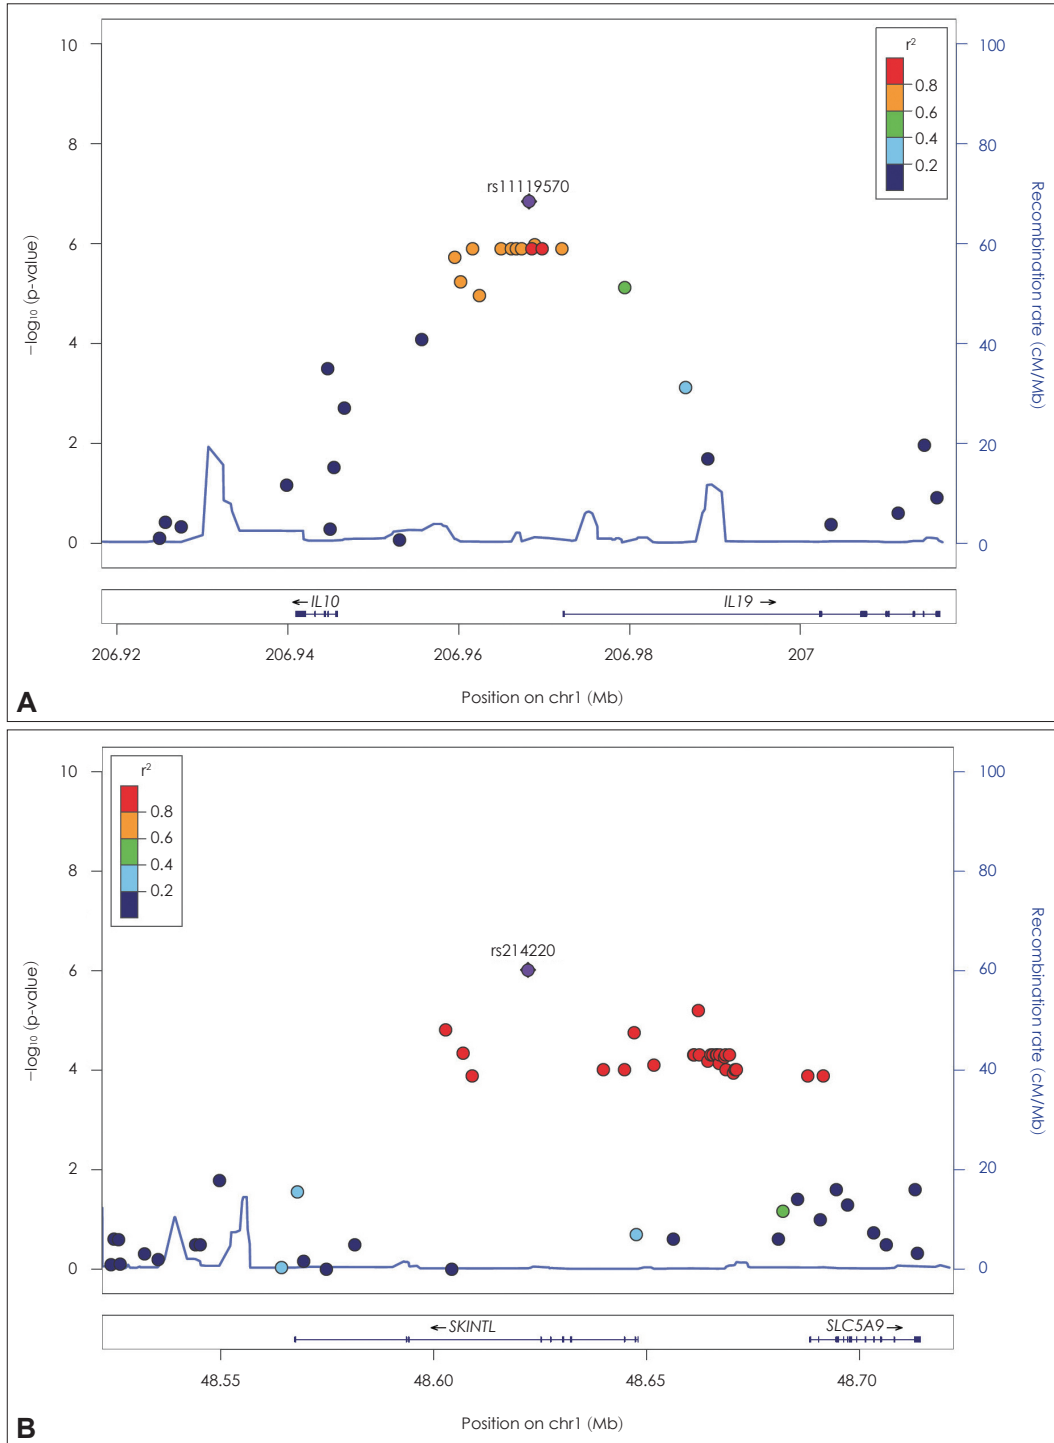 10
8
6
4
2
0
−log₁₀ (p-value)
100
80
60
40
20
0
Recombination rate (cM/Mb)
r²
0.8
0.6
0.4
0.2
rs11119570
←IL10
IL19→
206.92
206.94
206.96
206.98
207
Position on chr1 (Mb)
A
10
8
6
4
2
0
−log₁₀ (p-value)
100
80
60
40
20
0
Recombination rate (cM/Mb)
r²
0.8
0.6
0.4
0.2
rs214220
←SKINTL
SLC5A9→
48.55
48.60
48.65
48.70
Position on chr1 (Mb)
B